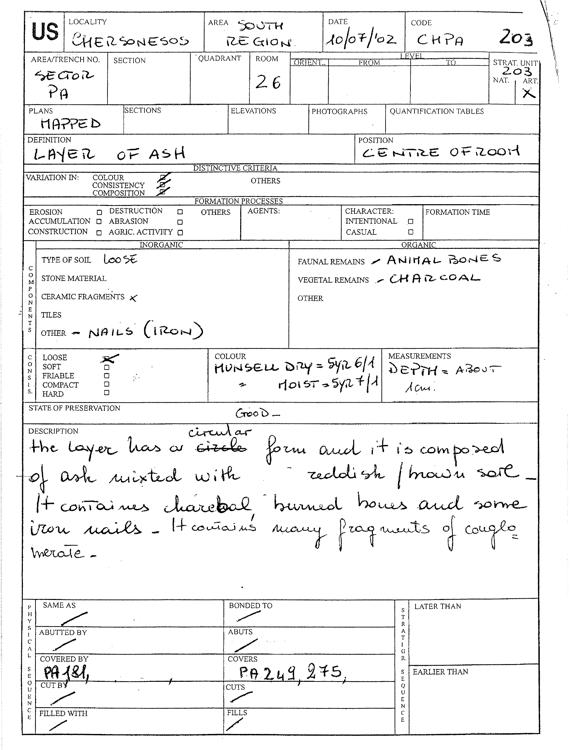 US
LOCALITY CHERSONESOS
AREA SOUTH REGION
DATE 10/07/'02
CODE CHPA 203
AREA/TRENCH NO. SECTOR PA
SECTION
QUADRANT
ROOM 26
LEVEL
ORIENT. FROM TO
STRAT. UNIT 203
NAT. ART. X
PLANS MAPPED
SECTIONS
ELEVATIONS
PHOTOGRAPHS
QUANTIFICATION TABLES
DEFINITION LAYER OF ASH
POSITION CENTRE OF ROOM
DISTINCTIVE CRITERIA
VARIATION IN: COLOUR
CONSISTENCY
COMPOSITION
OTHERS
FORMATION PROCESSES
EROSION DESTRUCTION OTHERS AGENTS: CHARACTER: FORMATION TIME
ACCUMULATION ABRASION INTENTIONAL
CONSTRUCTION AGRIC. ACTIVITY CASUAL
COMPONENTS
INORGANIC
TYPE OF SOIL LOOSE
STONE MATERIAL
CERAMIC FRAGMENTS x
TILES
OTHER - NAILS (IRON)
ORGANIC
FAUNAL REMAINS - ANIMAL BONES
VEGETAL REMAINS - CHARCOAL
OTHER
CONSIS.
LOOSE
SOFT
FRIABLE
COMPACT
HARD
COLOUR
MUNSELL DRY = 5YR 6/1
" MOIST = 5YR 7/1
MEASUREMENTS
DEPTH = ABOUT
1cm.
STATE OF PRESERVATION GOOD -
DESCRIPTION
the layer has a circle circular form and it is composed
of ash mixted with reddish/brown soil -
It containes charcoal, burned bones and some
iron nails - It contains many fragments of conglo
merate -
PHYSICAL SEQUENCE
SAME AS /
BONDED TO /
ABUTTED BY /
ABUTS /
COVERED BY PA 181,
COVERS PA 249, 275,
CUT BY /
CUTS /
FILLED WITH /
FILLS /
STRATIGR. SEQUENCE
LATER THAN
EARLIER THAN